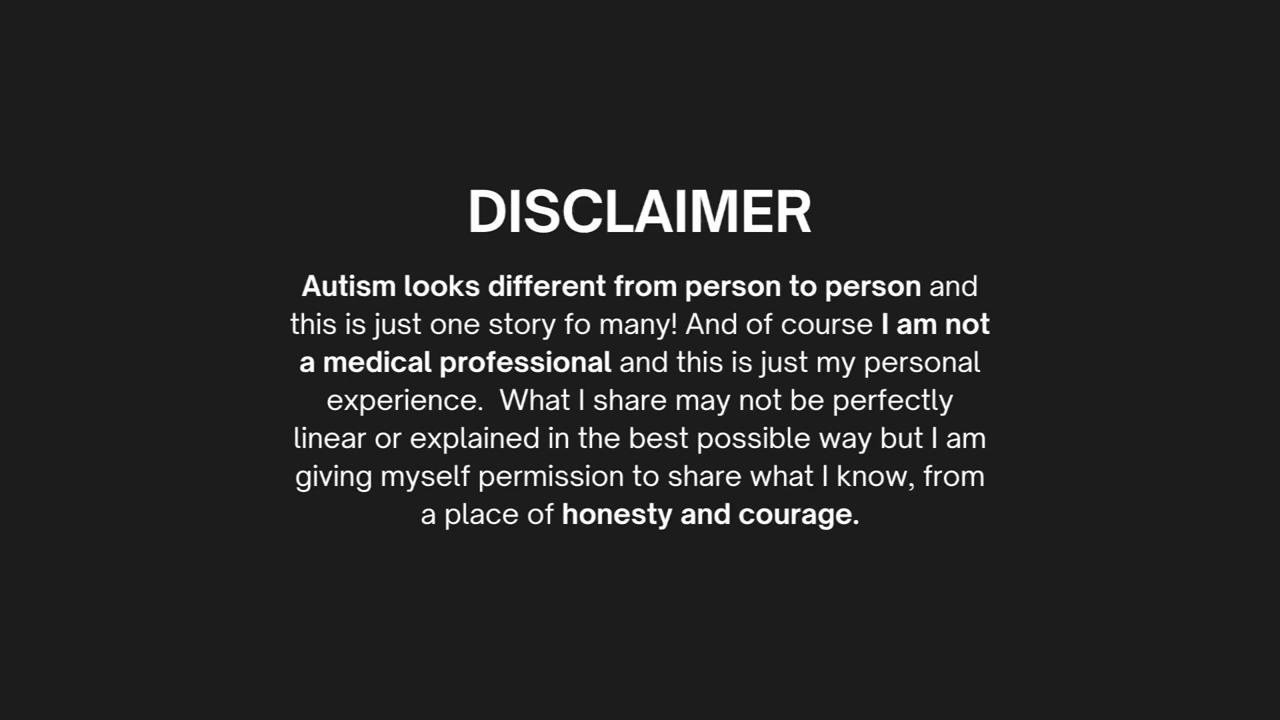 DISCLAIMER
Autism looks different from person to person and
this is just one story fo many! And of course I am not
a medical professional and this is just my personal
experience.  What I share may not be perfectly
linear or explained in the best possible way but I am
giving myself permission to share what I know, from
a place of honesty and courage.